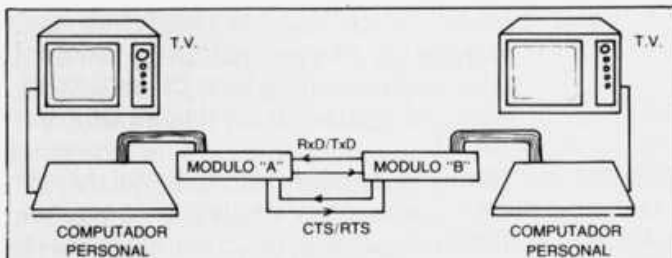 T.V.
T.V.
RxD/TxD
MODULO "A"
MODULO "B"
CTS/RTS
COMPUTADOR
PERSONAL
COMPUTADOR
PERSONAL